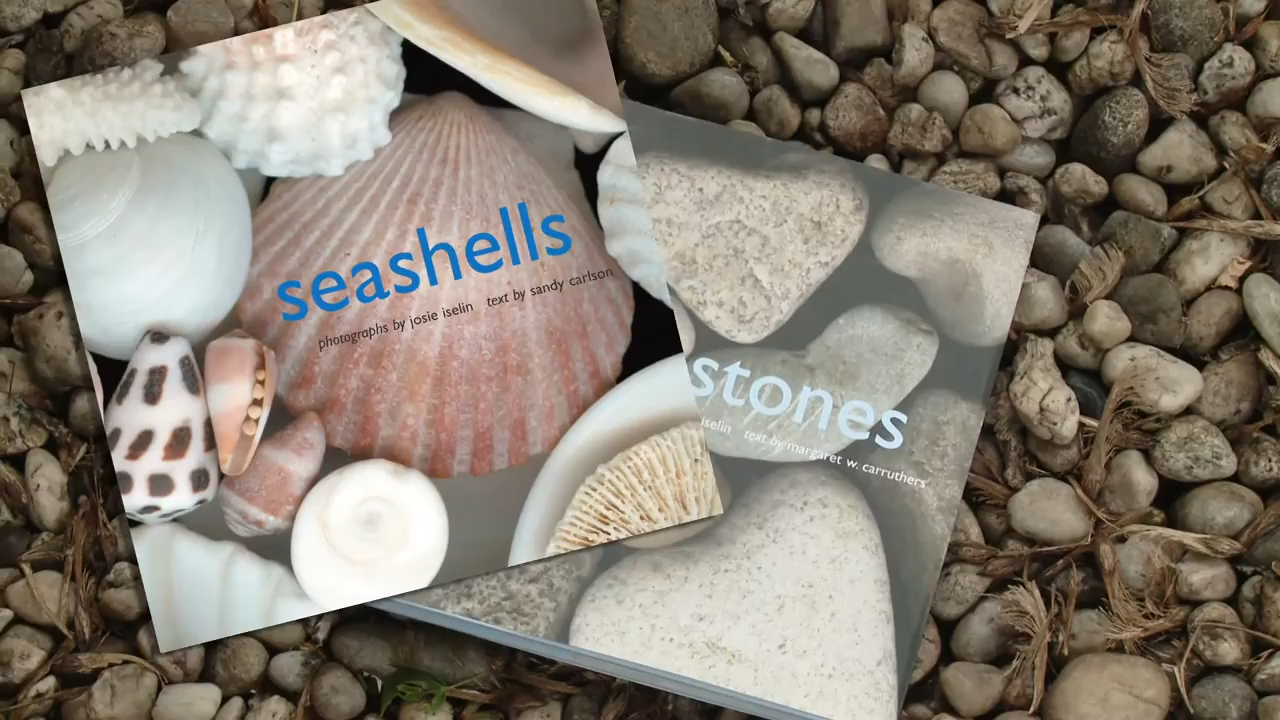 seashells
photographs by josie iselin text by sandy carlson
stones
iselin text by margaret w. carruthers